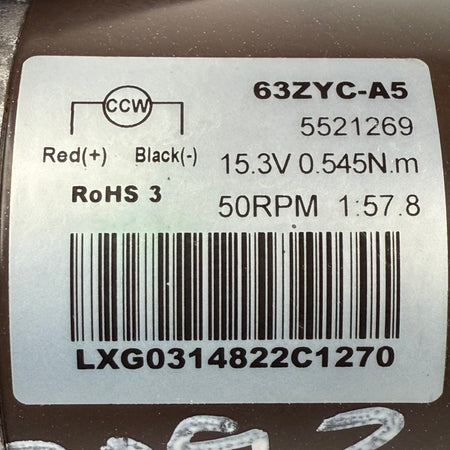 CCW
63ZYC-A5
5521269
Red(+) Black(-)
15.3V 0.545N.m
RoHS 3
50RPM 1:57.8
LXG0314822C1270